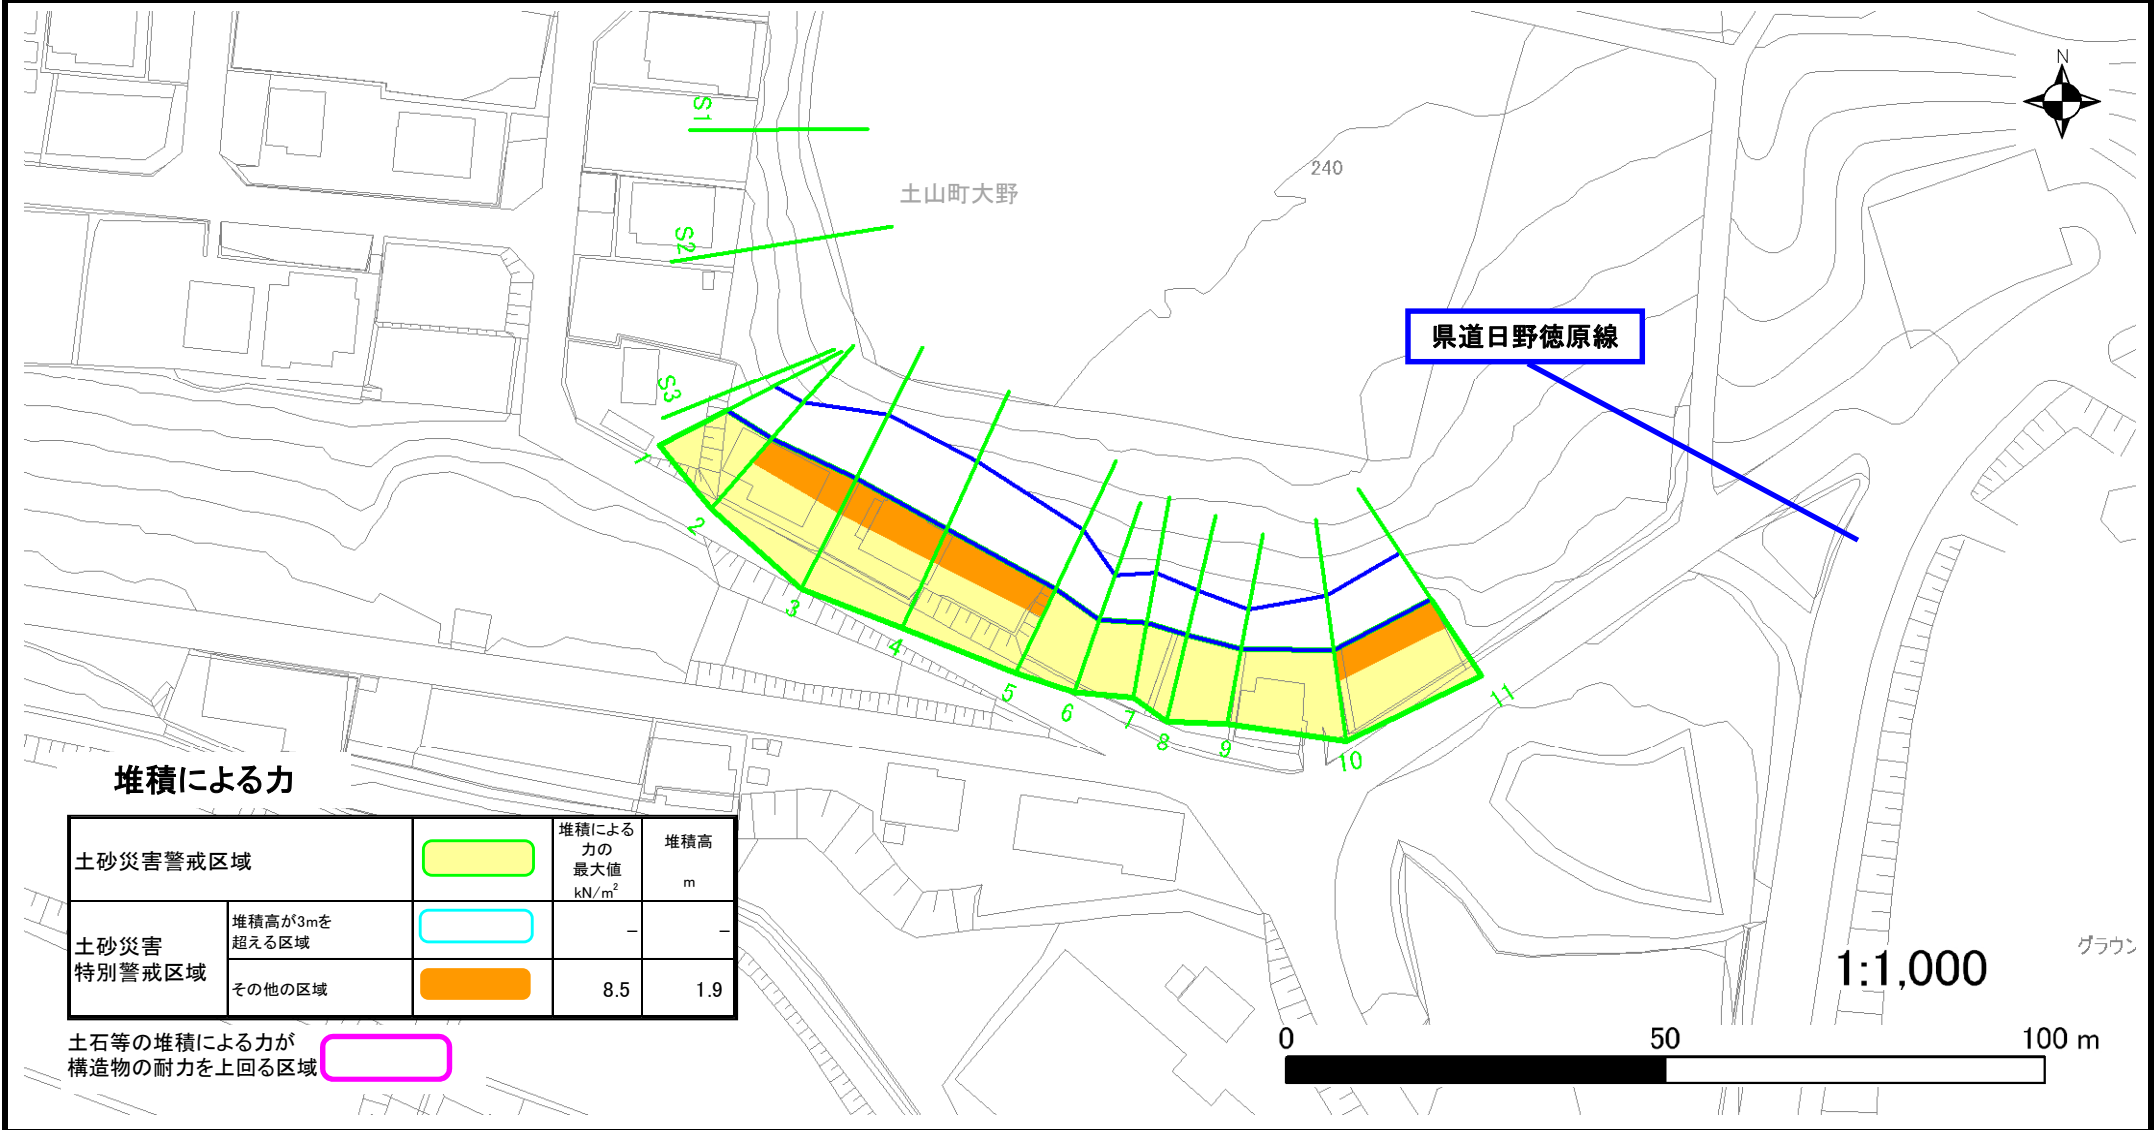 N
S1
240
土山町大野
S2
県道日野徳原線
S3
1
2
3
4
5
6
7
8
9
10
11
堆積による力
土砂災害警戒区域
堆積による
力の
最大値
kN/m²
堆積高
m
土砂災害
特別警戒区域
堆積高が3mを
超える区域
-
-
その他の区域
8.5
1.9
土石等の堆積による力が
構造物の耐力を上回る区域
グラウン
1:1,000
0
50
100 m